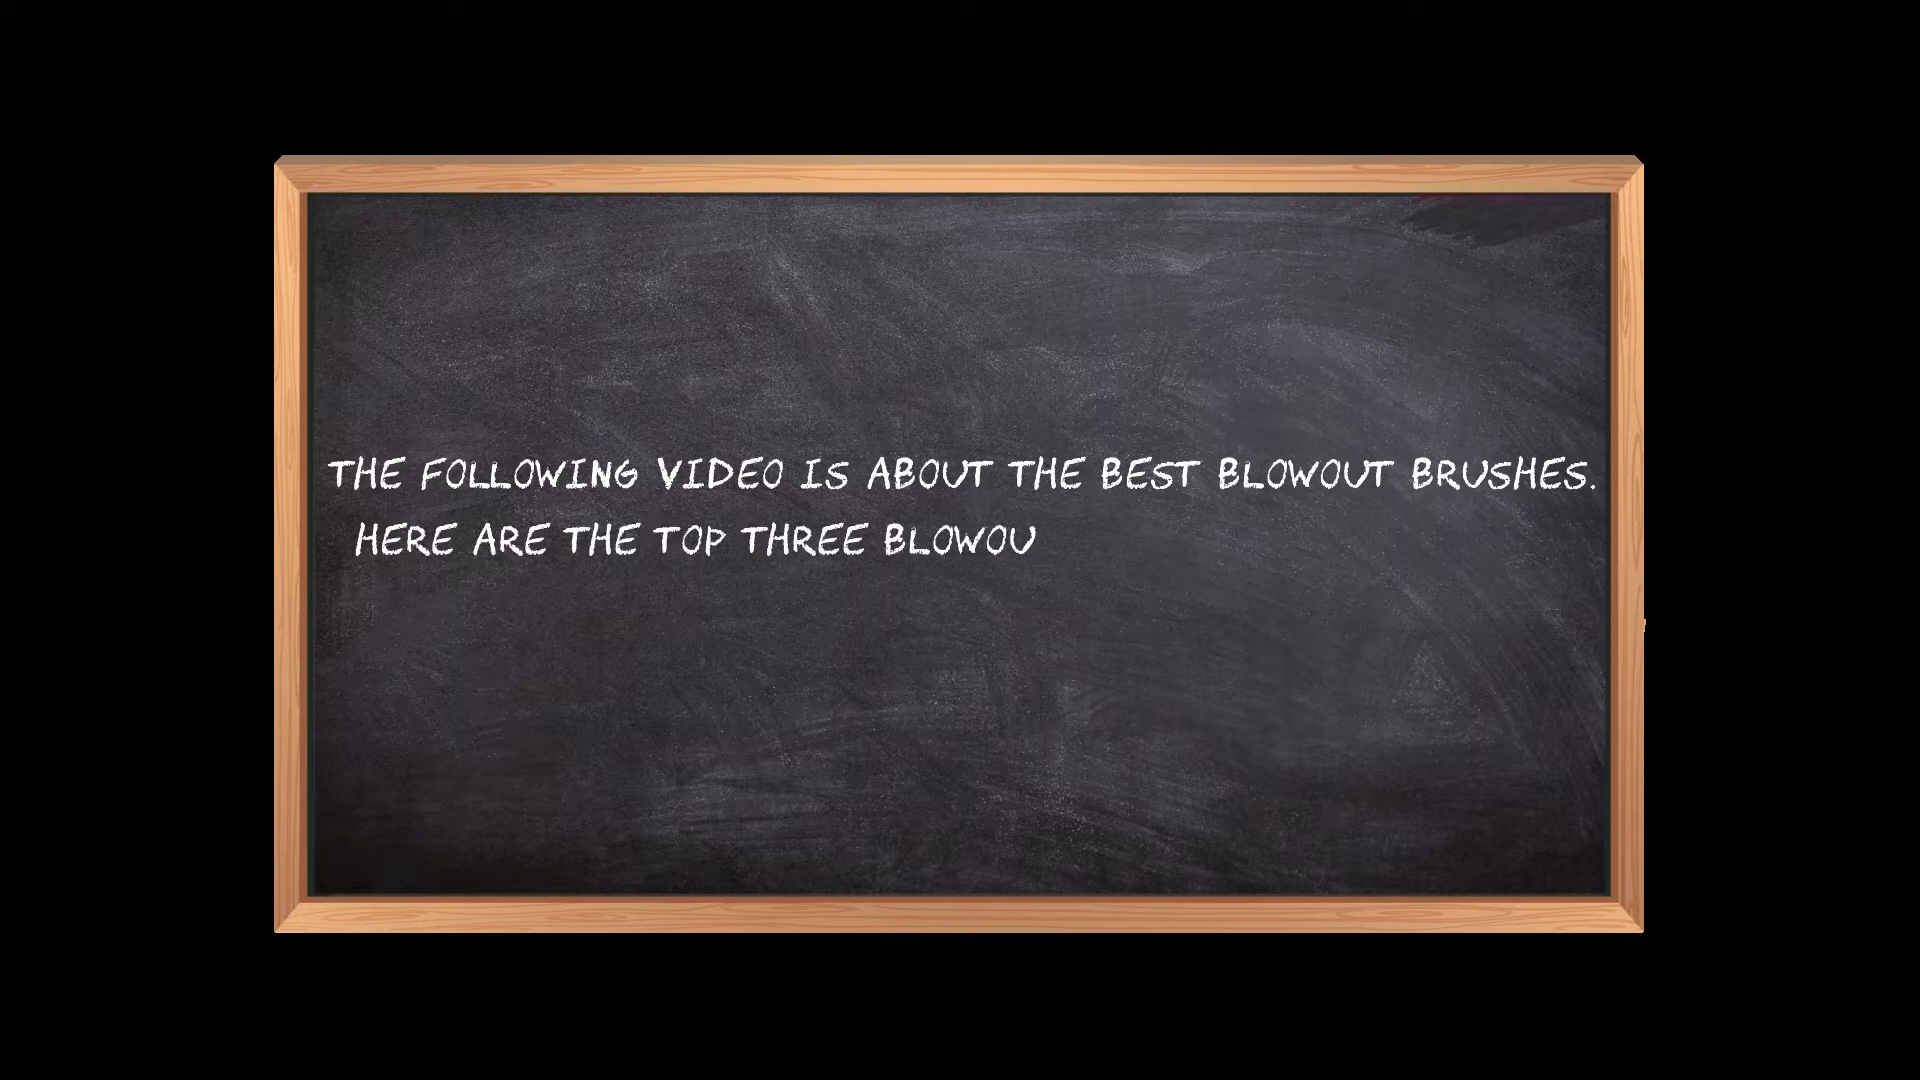 THE FOLLOWING VIDEO IS ABOUT THE BEST BLOWOUT BRUSHES.
HERE ARE THE TOP THREE BLOWOU